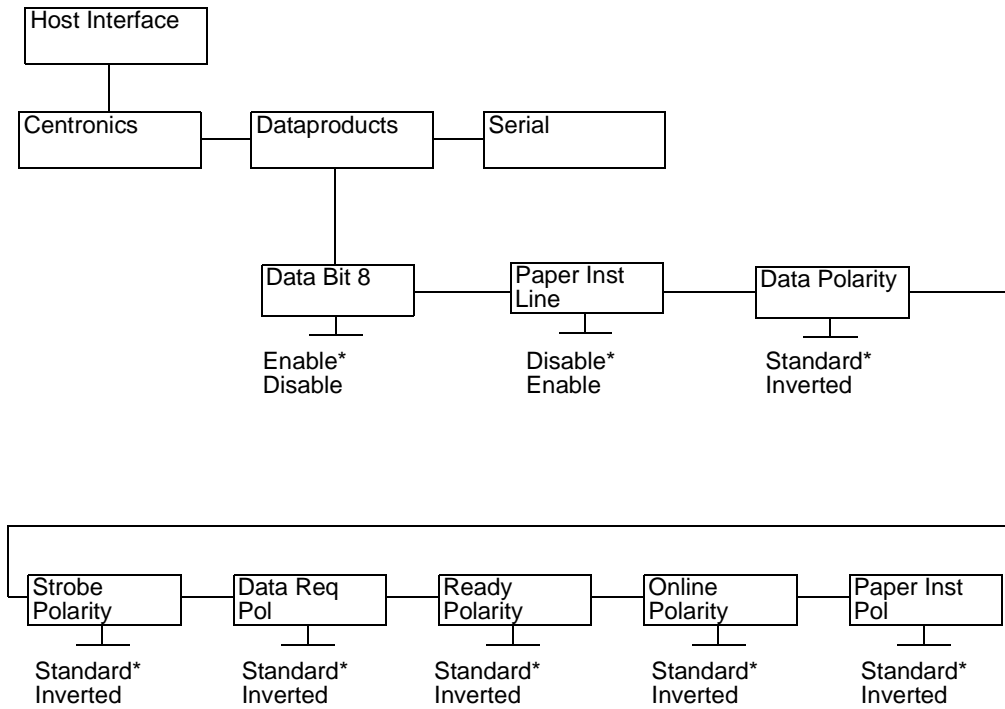 Host Interface
Centronics
Dataproducts
Serial
Data Bit 8
Paper Inst
Line
Data Polarity
Enable*
Disable
Disable*
Enable
Standard*
Inverted
Strobe
Polarity
Data Req
Pol
Ready
Polarity
Online
Polarity
Paper Inst
Pol
Standard*
Inverted
Standard*
Inverted
Standard*
Inverted
Standard*
Inverted
Standard*
Inverted